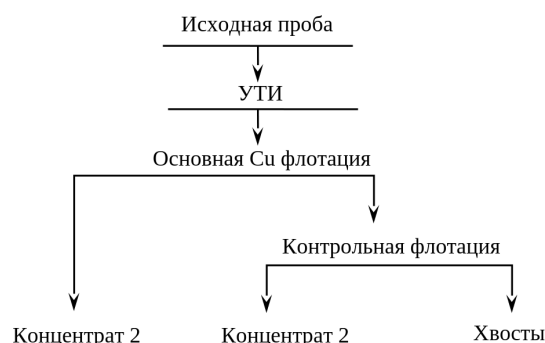 Исходная проба
УТИ
Основная Cu флотация
Контрольная флотация
Концентрат 2
Концентрат 2
Хвосты